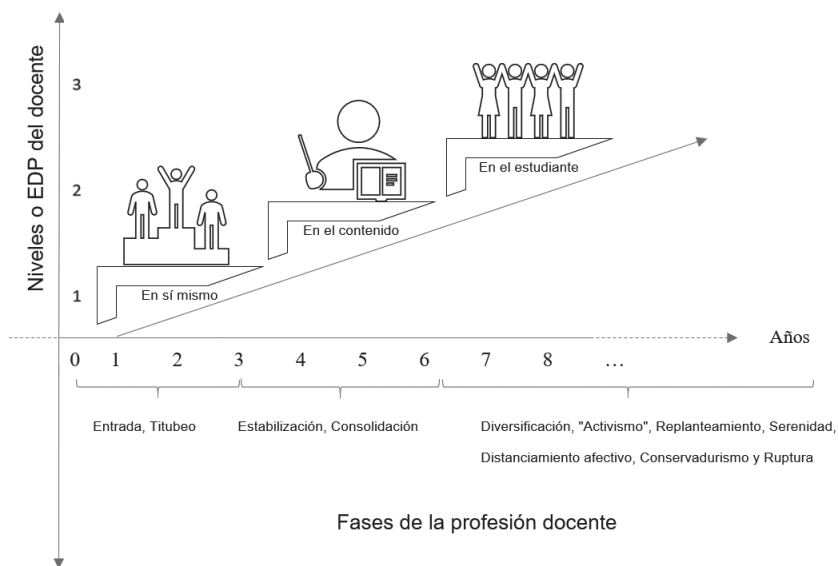 Niveles o EDP del docente
3
2
1
En el estudiante
En el contenido
En sí mismo
Años
0 1 2 3 4 5 6 7 8 ...
Entrada, Titubeo
Estabilización, Consolidación
Diversificación, "Activismo", Replanteamiento, Serenidad,
Distanciamiento afectivo, Conservadurismo y Ruptura
Fases de la profesión docente